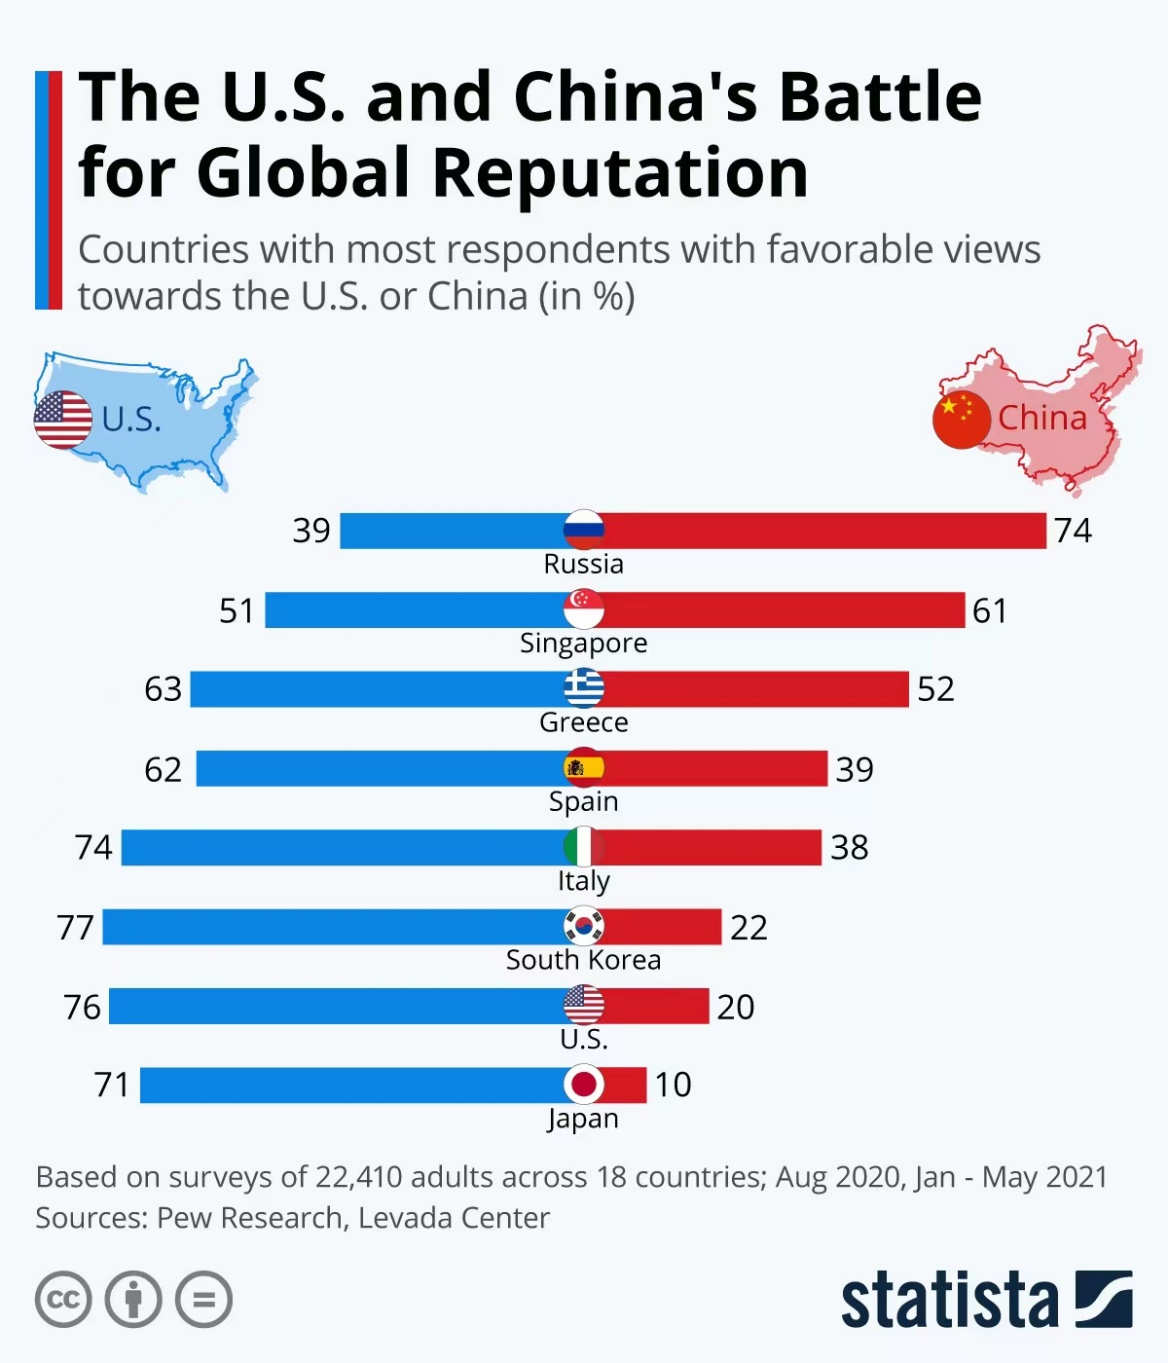 The U.S. and China's Battle
for Global Reputation
Countries with most respondents with favorable views
towards the U.S. or China (in %)
U.S.
China
39 74
Russia
51 61
Singapore
63 52
Greece
62 39
Spain
74 38
Italy
77 22
South Korea
76 20
U.S.
71 10
Japan
Based on surveys of 22,410 adults across 18 countries; Aug 2020, Jan - May 2021
Sources: Pew Research, Levada Center
cc
statista